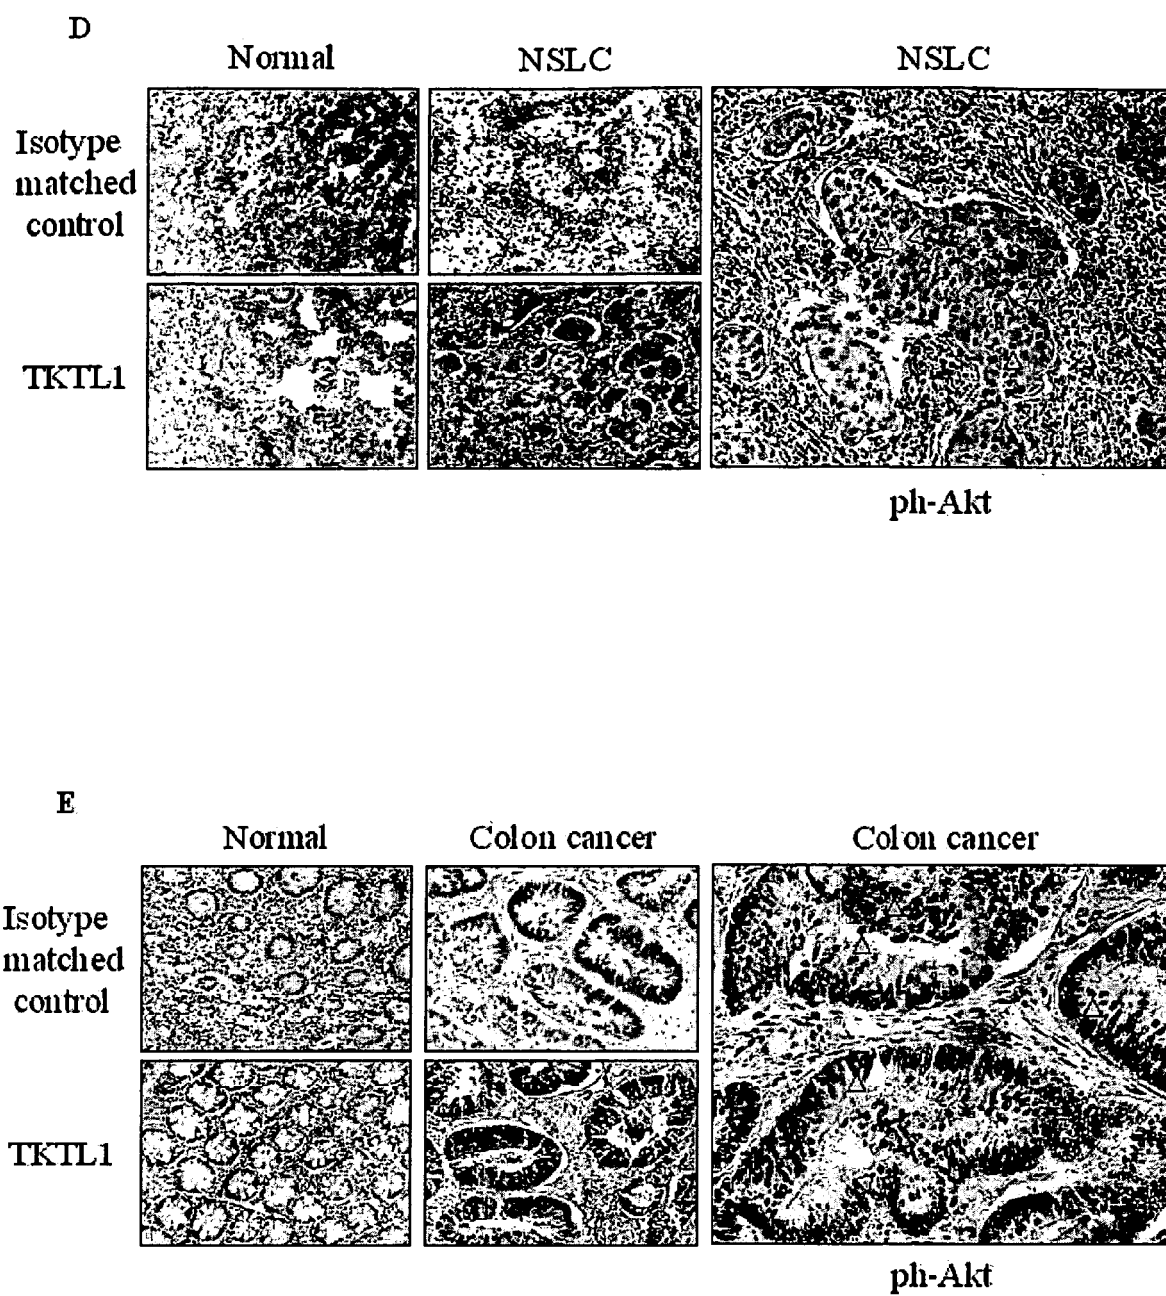 D
Normal
NSLC
NSLC
Isotype
matched
control
TKTL1
ph-Akt
E
Normal
Colon cancer
Colon cancer
Isotype
matched
control
TKTL1
ph-Akt